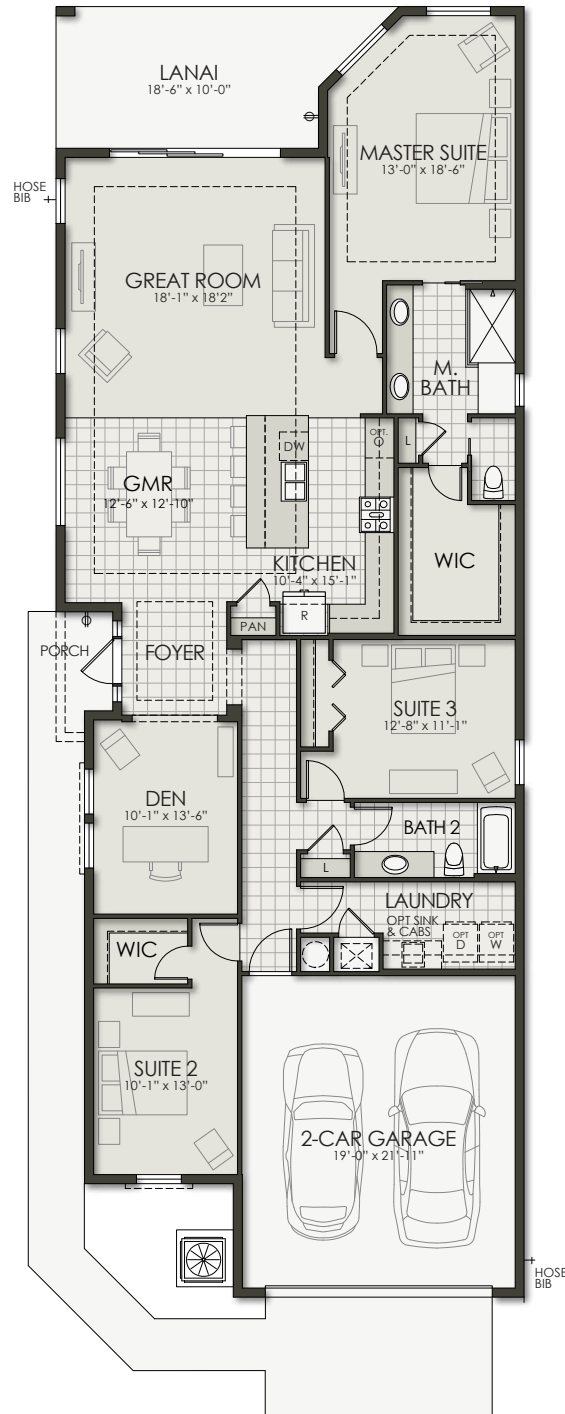 LANAI
18'-6" x 10'-0"
MASTER SUITE
13'-0" x 18'-6"
HOSE
BIB
GREAT ROOM
18'-1" x 18'2"
M.
BATH
OPT.
O
DW
L
GMR
12'-6" x 12'-10"
WIC
KITCHEN
10'-4" x 15'-1"
R
PAN
PORCH
FOYER
SUITE 3
12'-8" x 11'-1"
DEN
10'-1" x 13'-6"
BATH 2
L
LAUNDRY
OPT SINK
& CABS
OPT
D
OPT
W
WIC
SUITE 2
10'-1" x 13'-0"
2-CAR GARAGE
19'-0" x 21'-11"
HOSE
BIB